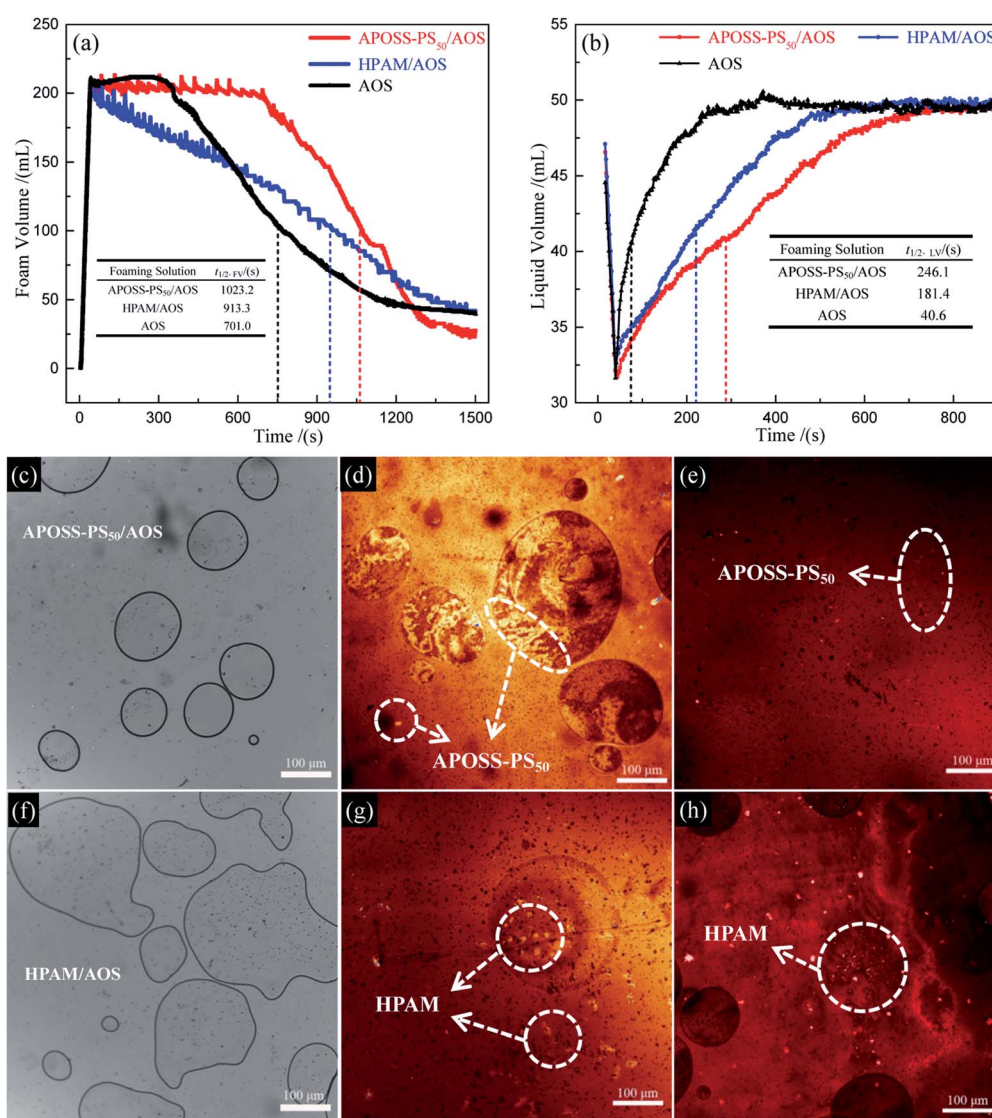 (a)
APOSS-PS₅₀/AOS
HPAM/AOS
AOS
Foam Volume /(mL)
250
200
150
100
50
0
Foaming Solution t₁/₂₋ FV/(s)
APOSS-PS₅₀/AOS 1023.2
HPAM/AOS 913.3
AOS 701.0
0 300 600 900 1200 1500
Time /(s)
(b)
APOSS-PS₅₀/AOS HPAM/AOS
AOS
Liquid Volume /(mL)
55
50
45
40
35
30
Foaming Solution t₁/₂₋ LV/(s)
APOSS-PS₅₀/AOS 246.1
HPAM/AOS 181.4
AOS 40.6
0 200 400 600 800
Time /(s)
(c)
APOSS-PS₅₀/AOS
100 μm
(d)
APOSS-PS₅₀
100 μm
(e)
APOSS-PS₅₀
100 μm
(f)
HPAM/AOS
100 μm
(g)
HPAM
100 μm
(h)
HPAM
100 μm